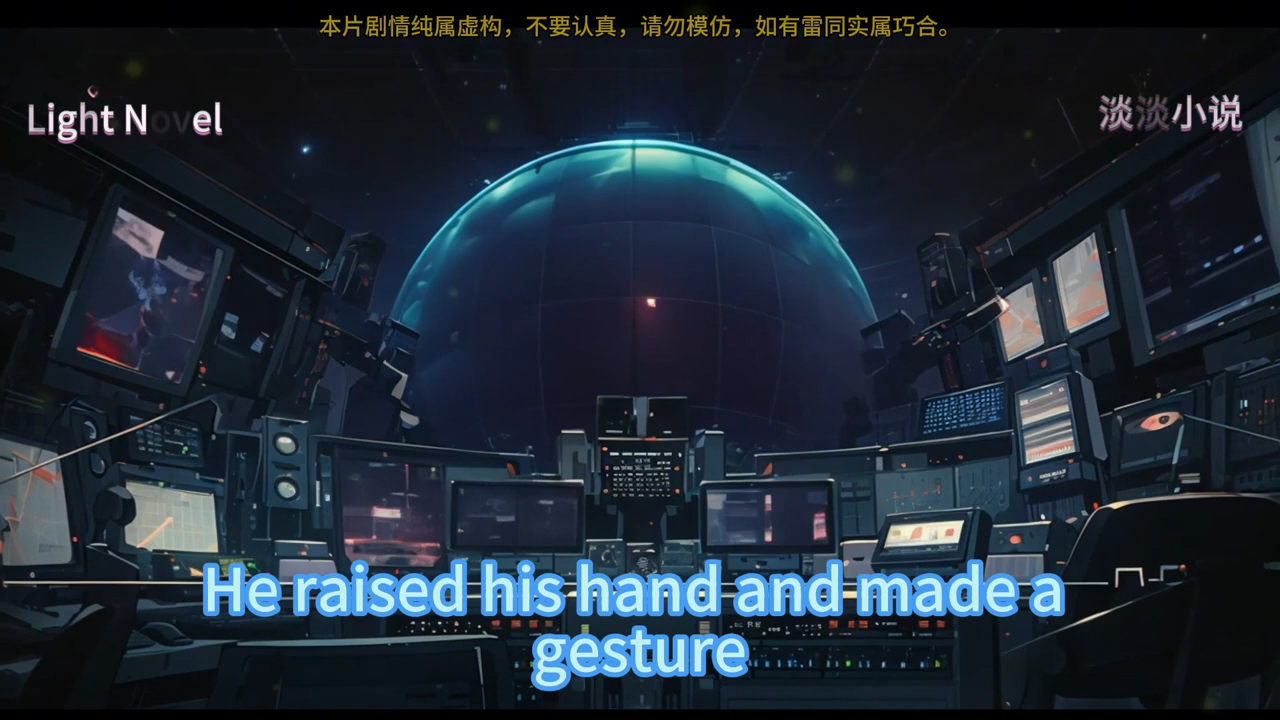 本片剧情纯属虚构，不要认真，请勿模仿，如有雷同实属巧合。
Light Novel
淡淡小说
He raised his hand and made a
gesture